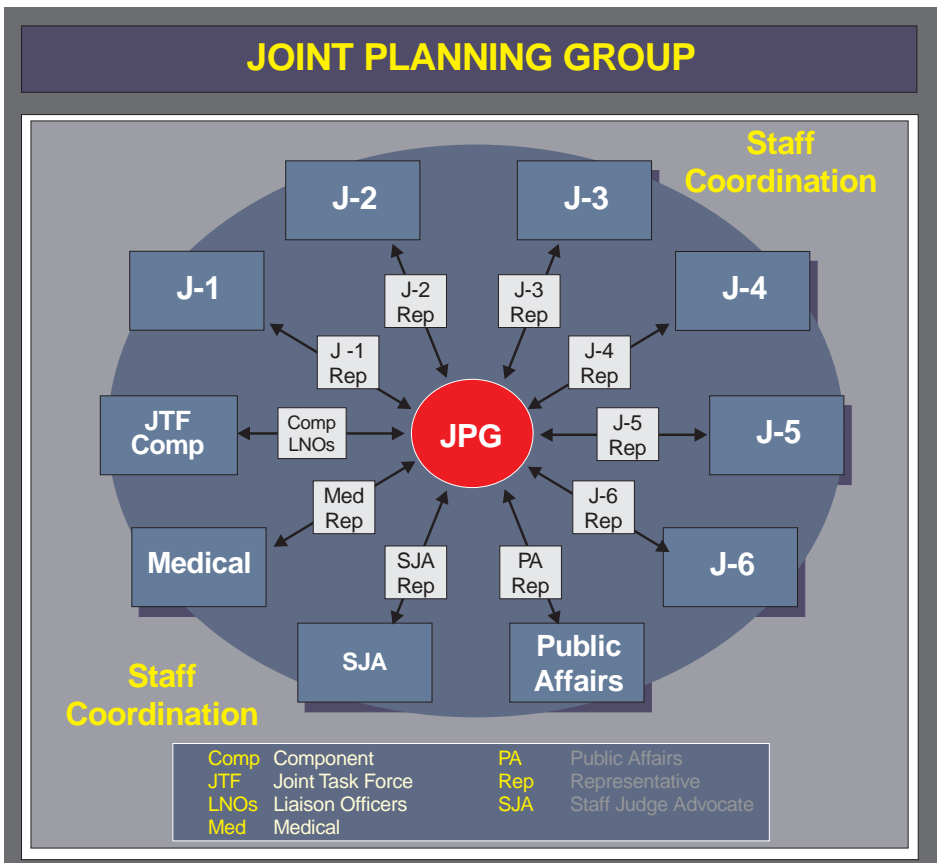 JOINT PLANNING GROUP
Staff
Coordination
J-2
J-3
J-1
J-4
J-2
Rep
J-3
Rep
J -1
Rep
J-4
Rep
JTF
Comp
Comp
LNOs
JPG
J-5
Rep
J-5
Med
Rep
J-6
Rep
Medical
J-6
SJA
Rep
PA
Rep
SJA
Public
Affairs
Staff
Coordination
Comp Component
JTF Joint Task Force
LNOs Liaison Officers
Med Medical
PA Public Affairs
Rep Representative
SJA Staff Judge Advocate